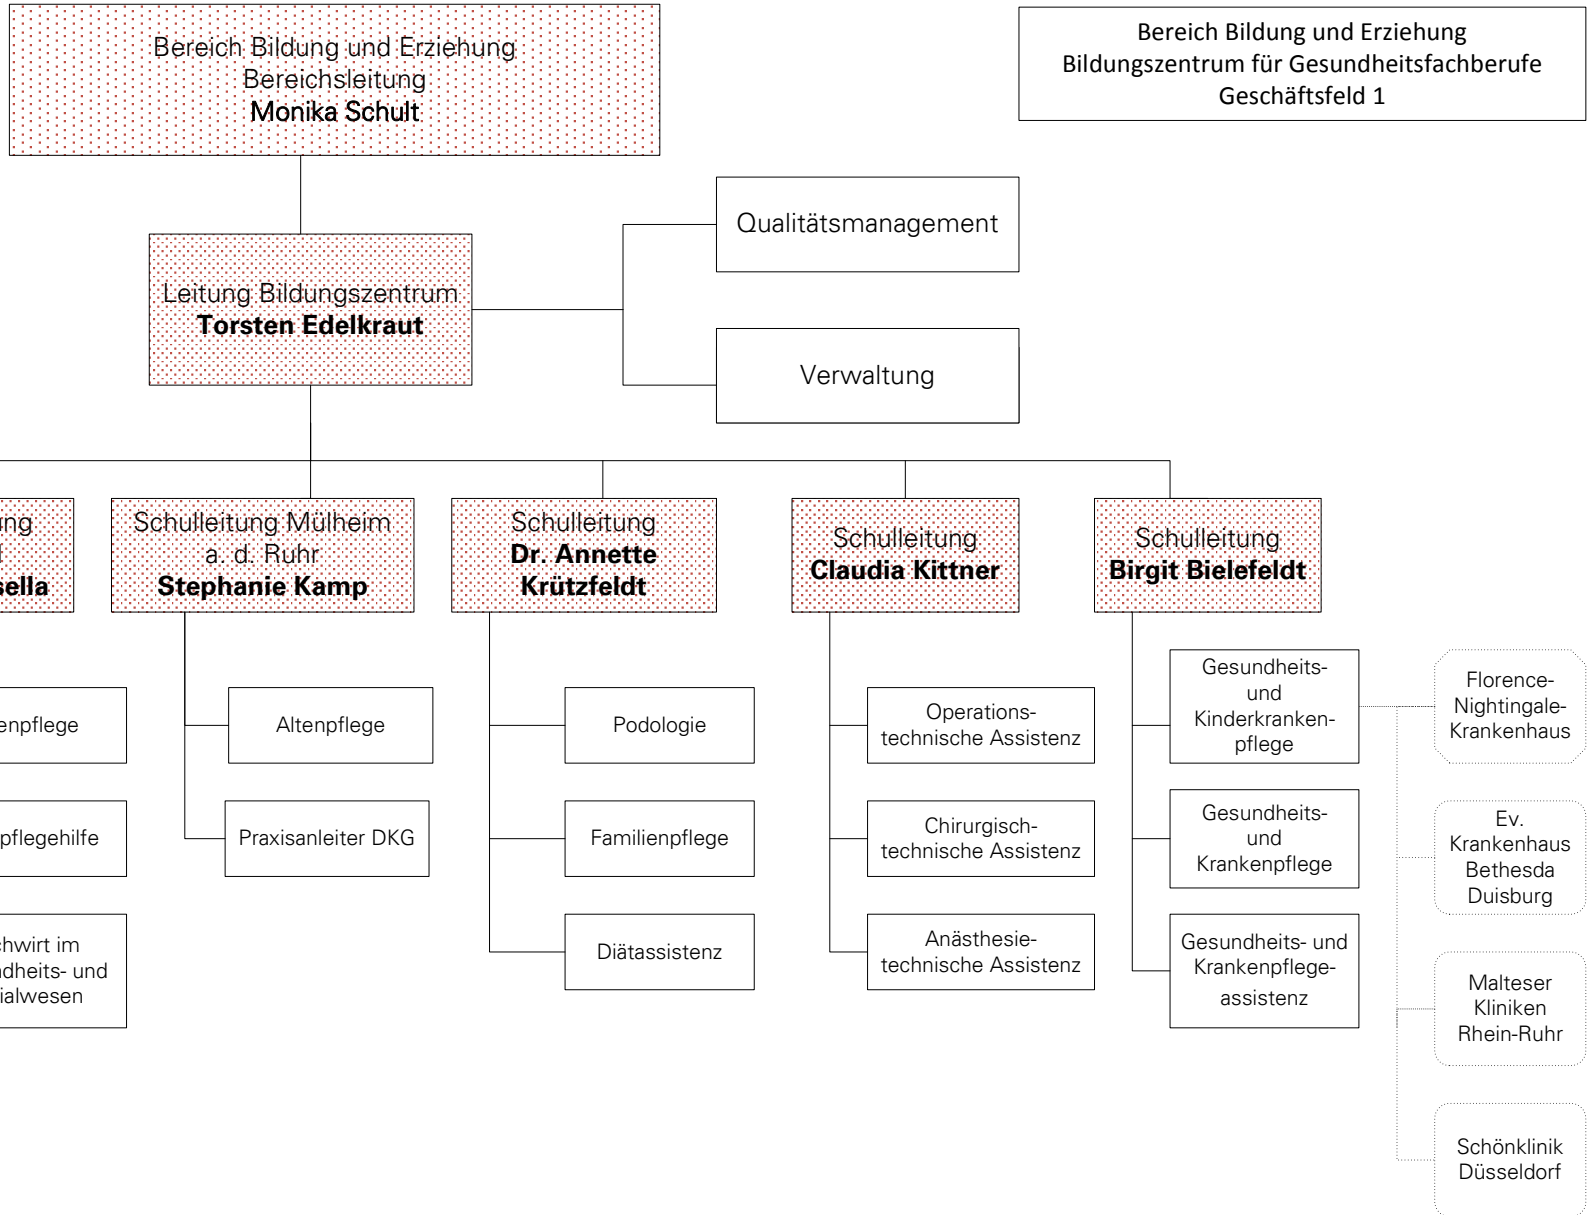 Bereich Bildung und Erziehung
Bereichsleitung
Monika Schult
Bereich Bildung und Erziehung
Bildungszentrum für Gesundheitsfachberufe
Geschäftsfeld 1
Qualitätsmanagement
Leitung Bildungszentrum
Torsten Edelkraut
Verwaltung
Schulleitung Mülheim
a. d. Ruhr
Stephanie Kamp
Schulleitung
Dr. Annette
Krützfeldt
Schulleitung
Claudia Kittner
Schulleitung
Birgit Bielefeldt
Altenpflege
Praxisanleiter DKG
Podologie
Familienpflege
Diätassistenz
Operations-
technische Assistenz
Chirurgisch-
technische Assistenz
Anästhesie-
technische Assistenz
Gesundheits-
und
Kinderkranken-
pflege
Gesundheits-
und
Krankenpflege
Gesundheits- und
Krankenpflege-
assistenz
Florence-
Nightingale-
Krankenhaus
Ev.
Krankenhaus
Bethesda
Duisburg
Malteser
Kliniken
Rhein-Ruhr
Schönklinik
Düsseldorf
im
und